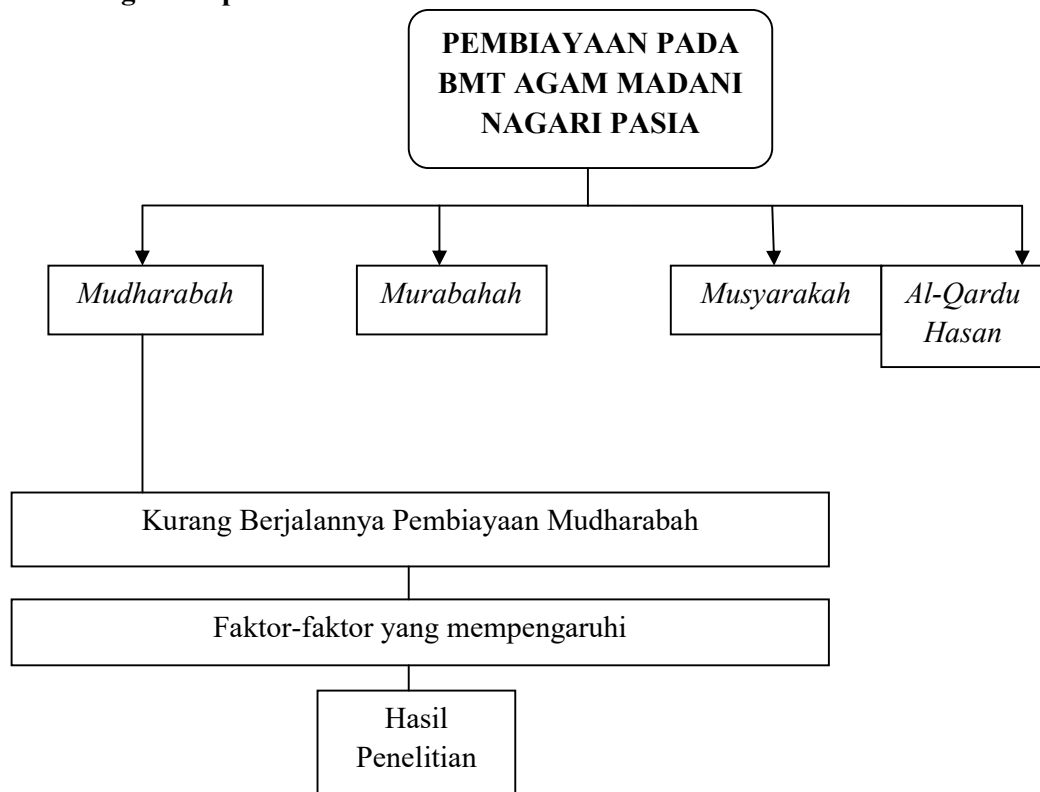 PEMBIAYAAN PADA
BMT AGAM MADANI
NAGARI PASIA
Mudharabah
Murabahah
Musyarakah
Al-Qardu
Hasan
Kurang Berjalannya Pembiayaan Mudharabah
Faktor-faktor yang mempengaruhi
Hasil
Penelitian